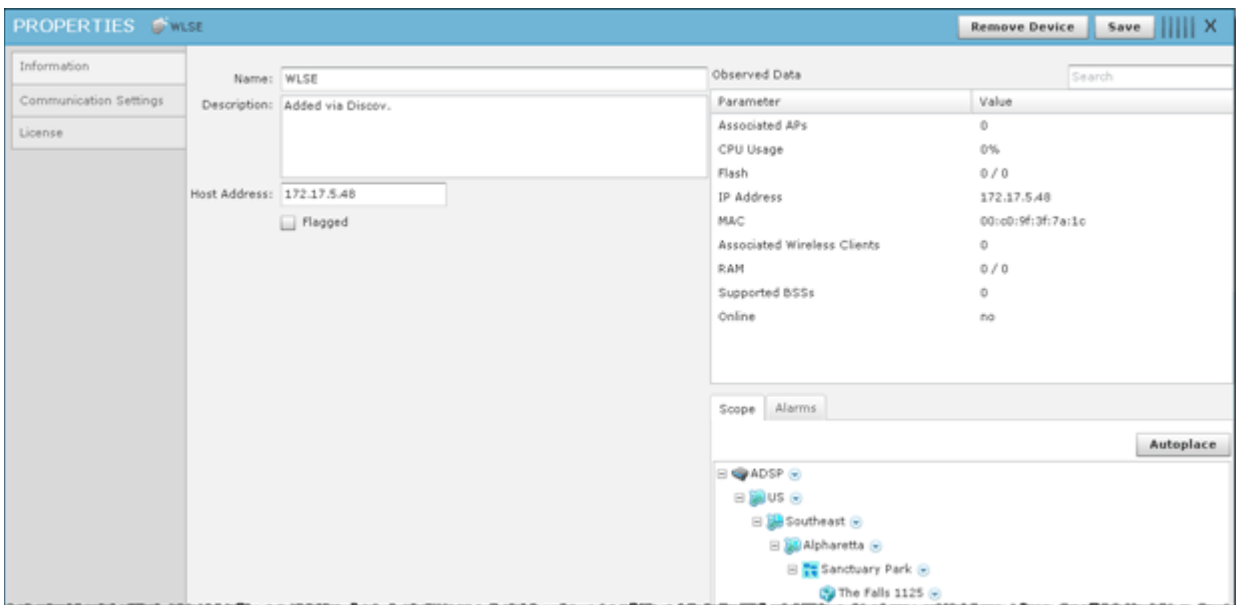 PROPERTIES WLSE
Remove Device
Save
X
Information
Communication Settings
License
Name: WLSE
Description: Added via Discov.
Host Address: 172.17.5.48
Flagged
Observed Data
Search
Parameter Value
Associated APs 0
CPU Usage 0%
Flash 0 / 0
IP Address 172.17.5.48
MAC 00:c0:9f:3f:7a:1c
Associated Wireless Clients 0
RAM 0 / 0
Supported BSSs 0
Online no
Scope Alarms
Autoplace
ADSP
US
Southeast
Alpharetta
Sanctuary Park
The Falls 1125